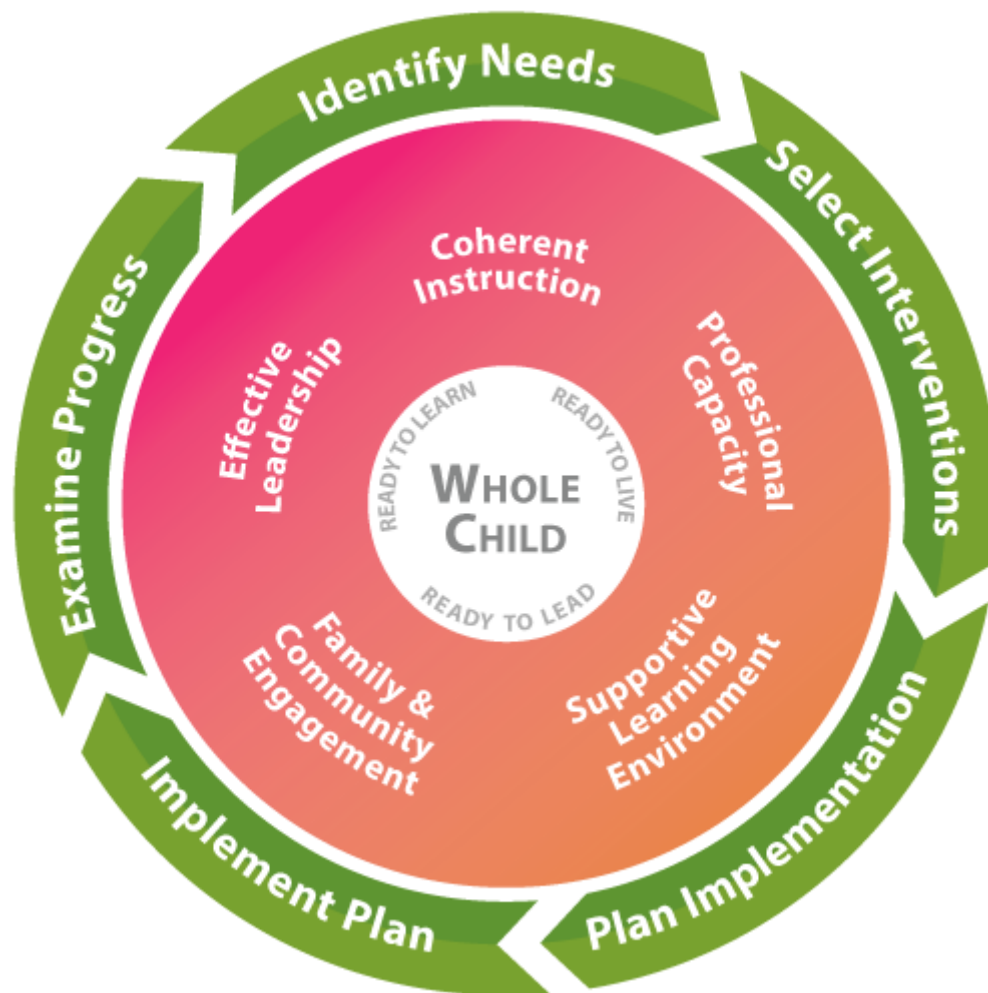 Identify Needs
Select Interventions
Plan Implementation
Implement Plan
Examine Progress
Coherent
Instruction
Professional
Capacity
Supportive
Learning
Environment
Family &
Community
Engagement
Effective
Leadership
READY TO LEARN
READY TO LIVE
READY TO LEAD
WHOLE
CHILD